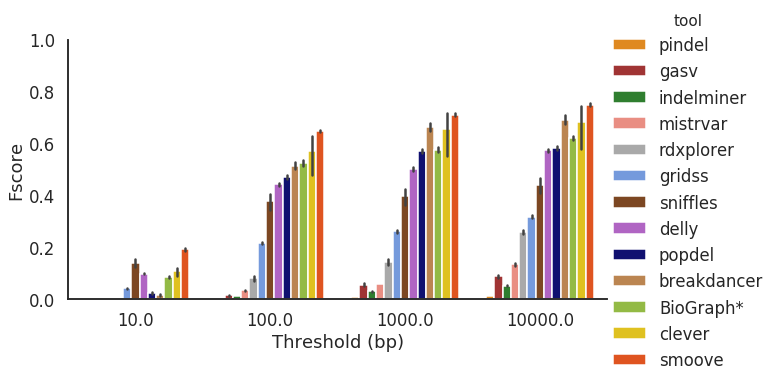 tool
1.0
0.8
0.6
0.4
0.2
0.0
Fscore
10.0
100.0
1000.0
10000.0
Threshold (bp)
pindel
gasv
indelminer
mistrvar
rdxplorer
gridss
sniffles
delly
popdel
breakdancer
BioGraph*
clever
smoove